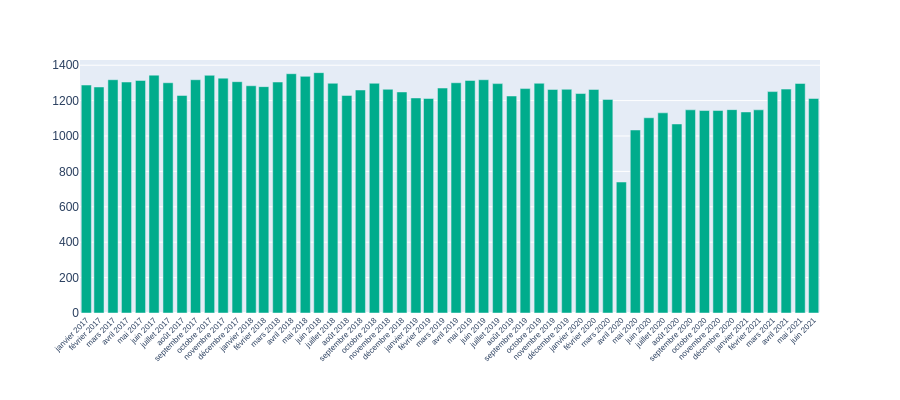 1400
1200
1000
800
600
400
200
0
janvier 2017
février 2017
mars 2017
avril 2017
mai 2017
juin 2017
juillet 2017
août 2017
septembre 2017
octobre 2017
novembre 2017
décembre 2017
janvier 2018
février 2018
mars 2018
avril 2018
mai 2018
juin 2018
juillet 2018
août 2018
septembre 2018
octobre 2018
novembre 2018
décembre 2018
janvier 2019
février 2019
mars 2019
avril 2019
mai 2019
juin 2019
juillet 2019
août 2019
septembre 2019
octobre 2019
novembre 2019
décembre 2019
janvier 2020
février 2020
mars 2020
avril 2020
mai 2020
juin 2020
juillet 2020
août 2020
septembre 2020
octobre 2020
novembre 2020
décembre 2020
janvier 2021
février 2021
mars 2021
avril 2021
mai 2021
juin 2021